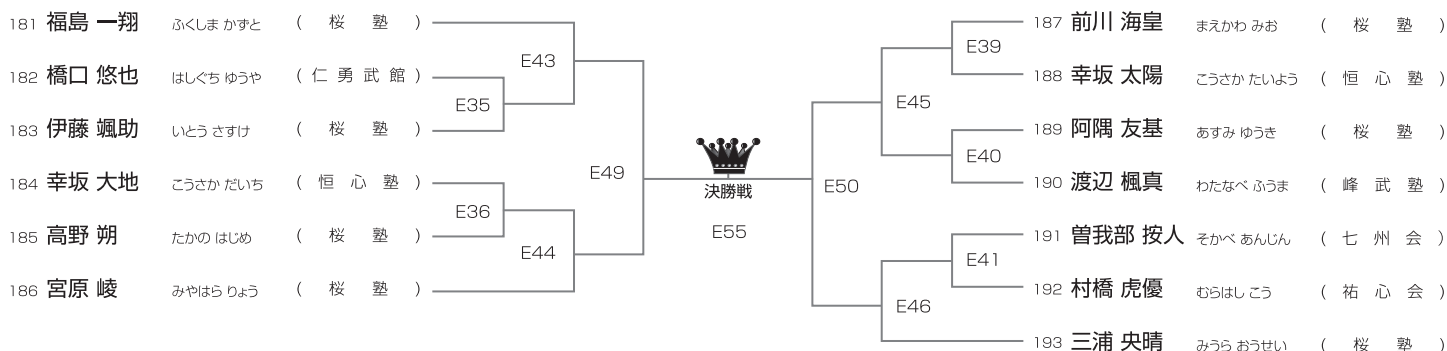 181 福島 一翔 ふくしま かずと ( 桜 塾 )
182 橋口 悠也 はしぐち ゆうや ( 仁 勇 武 館 )
183 伊藤 颯助 いとう さすけ ( 桜 塾 )
184 幸坂 大地 こうさか だいち ( 恒 心 塾 )
185 高野 朔 たかの はじめ ( 桜 塾 )
186 宮原 崚 みやはら りょう ( 桜 塾 )
E43
E35
E36
E44
E49
決勝戦
E55
E50
E45
E46
E39
E40
E41
187 前川 海皇 まえかわ みお ( 桜 塾 )
188 幸坂 太陽 こうさか たいよう ( 恒 心 塾 )
189 阿隅 友基 あすみ ゆうき ( 桜 塾 )
190 渡辺 楓真 わたなべ ふうま ( 峰 武 塾 )
191 曽我部 按人 そかべ あんじん ( 七 州 会 )
192 村橋 虎優 むらはし こう ( 祐 心 会 )
193 三浦 央晴 みうら おうせい ( 桜 塾 )